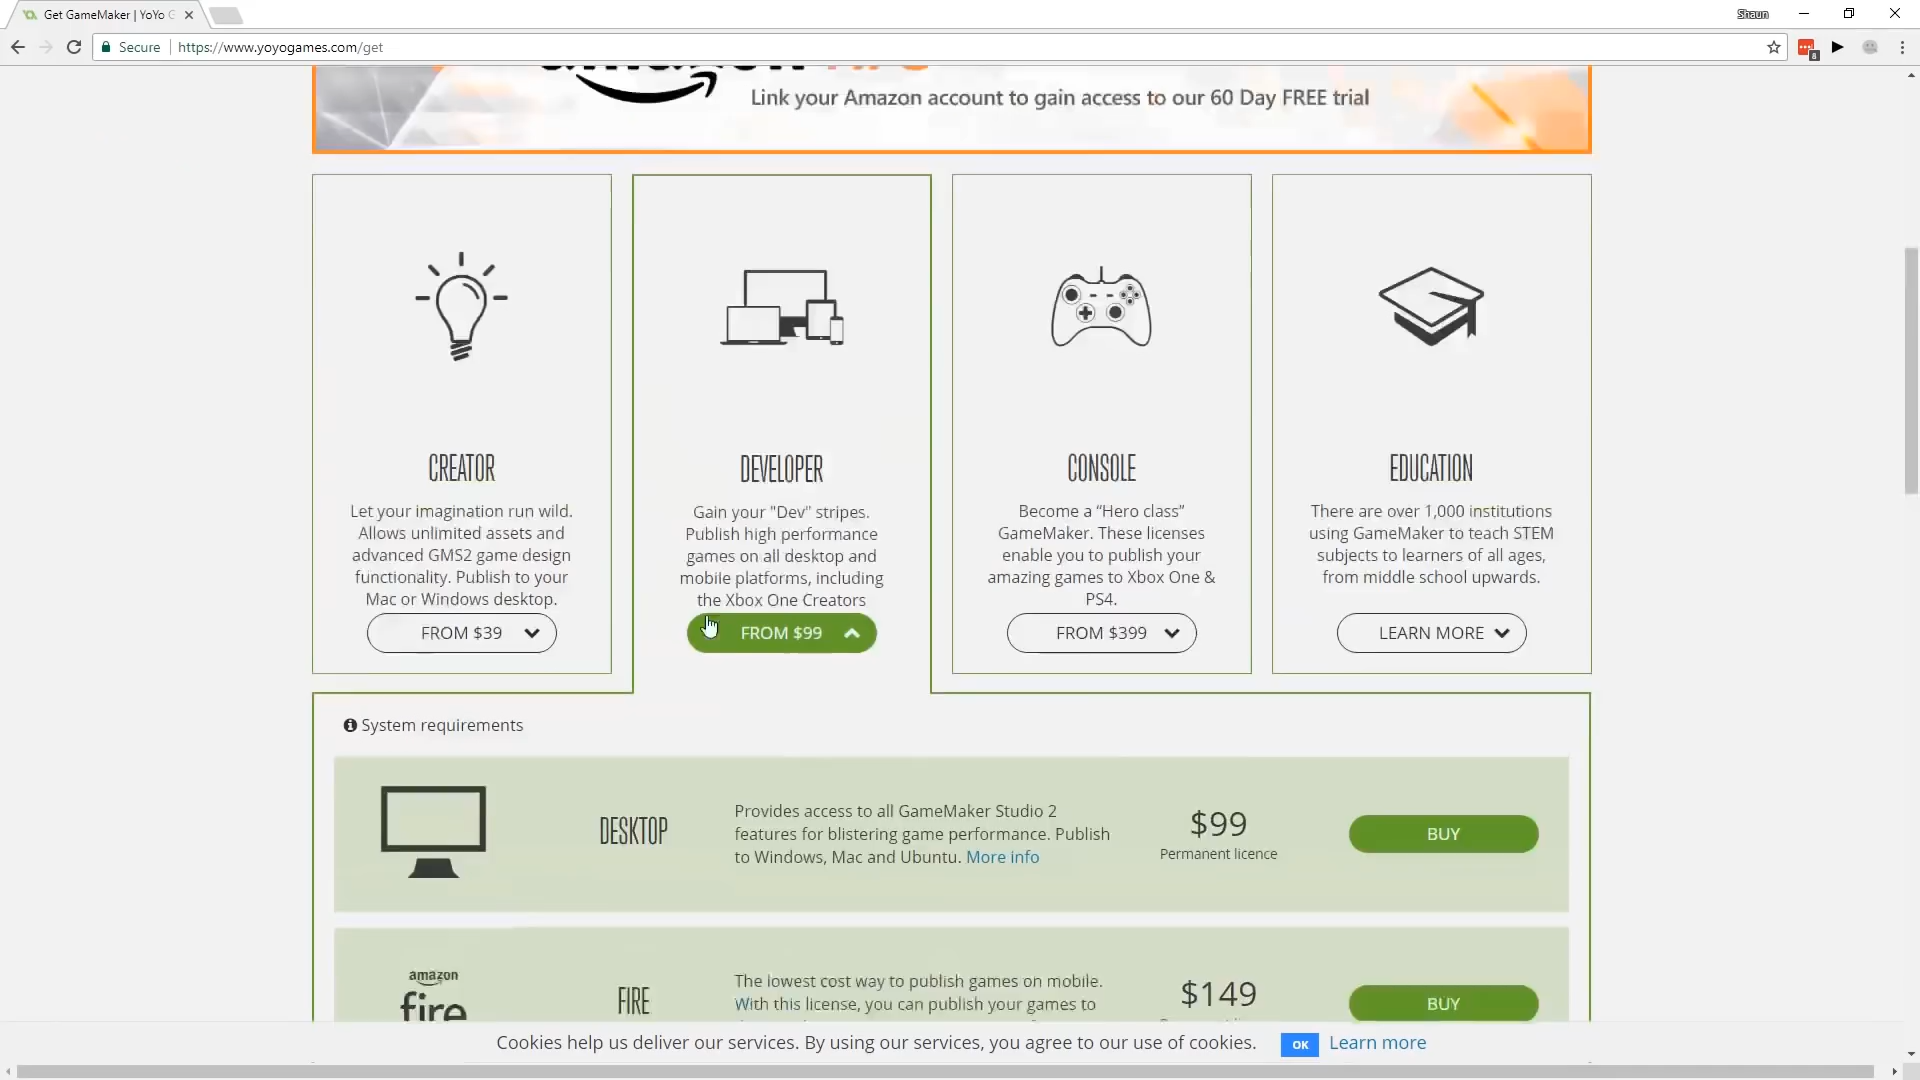 Get GameMaker | YoYo G
Shaun
Secure
https://www.yoyogames.com/get
8
Link your Amazon account to gain access to our 60 Day FREE trial
CREATOR
Let your imagination run wild.
Allows unlimited assets and
advanced GMS2 game design
functionality. Publish to your
Mac or Windows desktop.
FROM $39
DEVELOPER
Gain your "Dev" stripes.
Publish high performance
games on all desktop and
mobile platforms, including
the Xbox One Creators
FROM $99
CONSOLE
Become a “Hero class”
GameMaker. These licenses
enable you to publish your
amazing games to Xbox One &
PS4.
FROM $399
EDUCATION
There are over 1,000 institutions
using GameMaker to teach STEM
subjects to learners of all ages,
from middle school upwards.
LEARN MORE
System requirements
DESKTOP
Provides access to all GameMaker Studio 2
features for blistering game performance. Publish
to Windows, Mac and Ubuntu. More info
$99
Permanent licence
BUY
amazon
fire
FIRE
The lowest cost way to publish games on mobile.
With this license, you can publish your games to
$149
BUY
Cookies help us deliver our services. By using our services, you agree to our use of cookies.
OK
Learn more